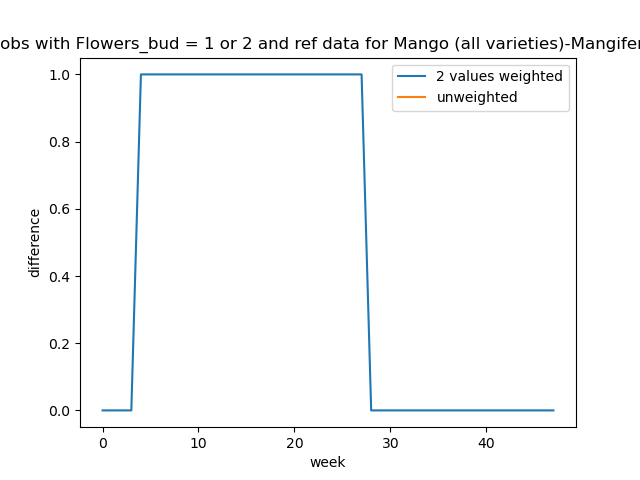 obs with Flowers_bud = 1 or 2 and ref data for Mango (all varieties)-Mangifer
2 values weighted
unweighted
1.0
0.8
0.6
0.4
0.2
0.0
difference
0 10 20 30 40
week